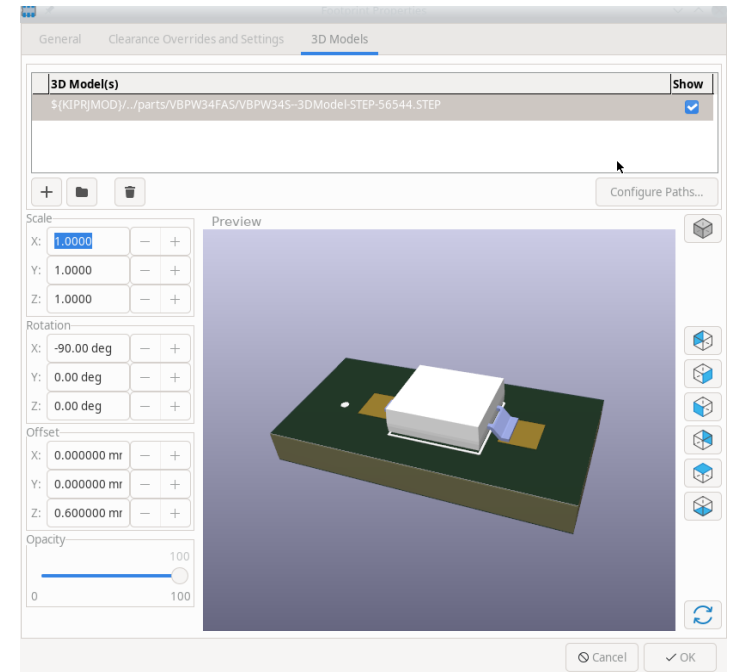 Footprint Properties
General Clearance Overrides and Settings 3D Models
3D Model(s) Show
${KIPRJMOD}/../parts/VBPW34FAS/VBPW34S--3DModel-STEP-56544.STEP
Configure Paths...
Scale
X: 1.0000
Y: 1.0000
Z: 1.0000
Rotation
X: -90.00 deg
Y: 0.00 deg
Z: 0.00 deg
Offset
X: 0.000000 mr
Y: 0.000000 mr
Z: 0.600000 mr
Opacity
100
0 100
Preview
Cancel OK